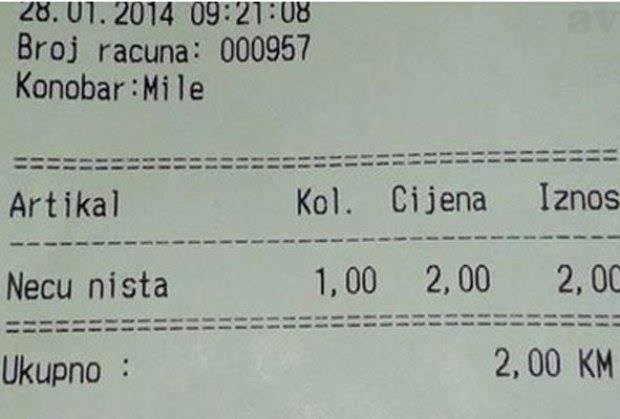 28.01.2014 09:21:08
Broj racuna: 000957
Konobar:Mile
===========================================
Artikal Kol. Cijena Iznos
-------------------------------------------
Necu nista 1,00 2,00 2,00
===========================================
Ukupno : 2,00 KM